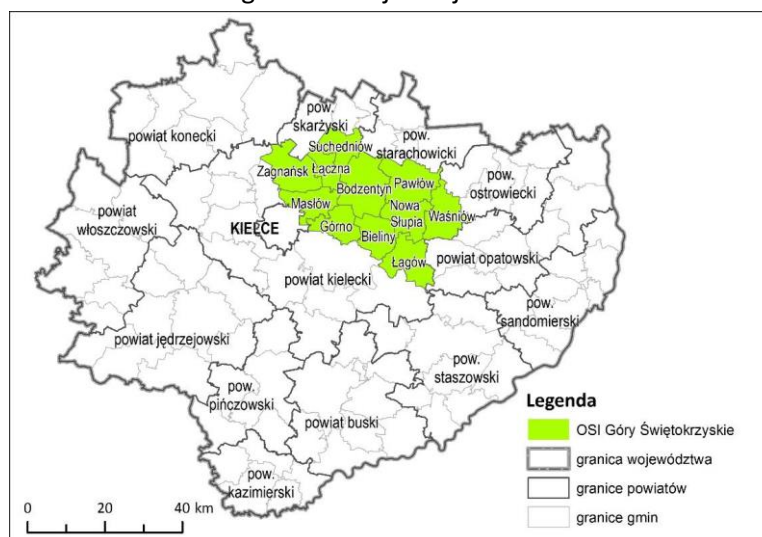 pow.
skarżyski
powiat konecki
Suchedniów
pow.
starachowicki
Zagnańsk
Łączna
pow.
ostrowiecki
Bodzentyn
Pawłów
powiat
włoszczowski
Masłów
Nowa
Słupia
Waśniów
KIELCE
Górno
Bieliny
Łagów
powiat opatowski
powiat kielecki
pow.
sandomierski
powiat jędrzejowski
pow.
staszowski
pow.
pińczowski
powiat buski
pow.
kazimierski
Legenda
OSI Góry Świętokrzyskie
granica województwa
granice powiatów
granice gmin
0 20 40 km